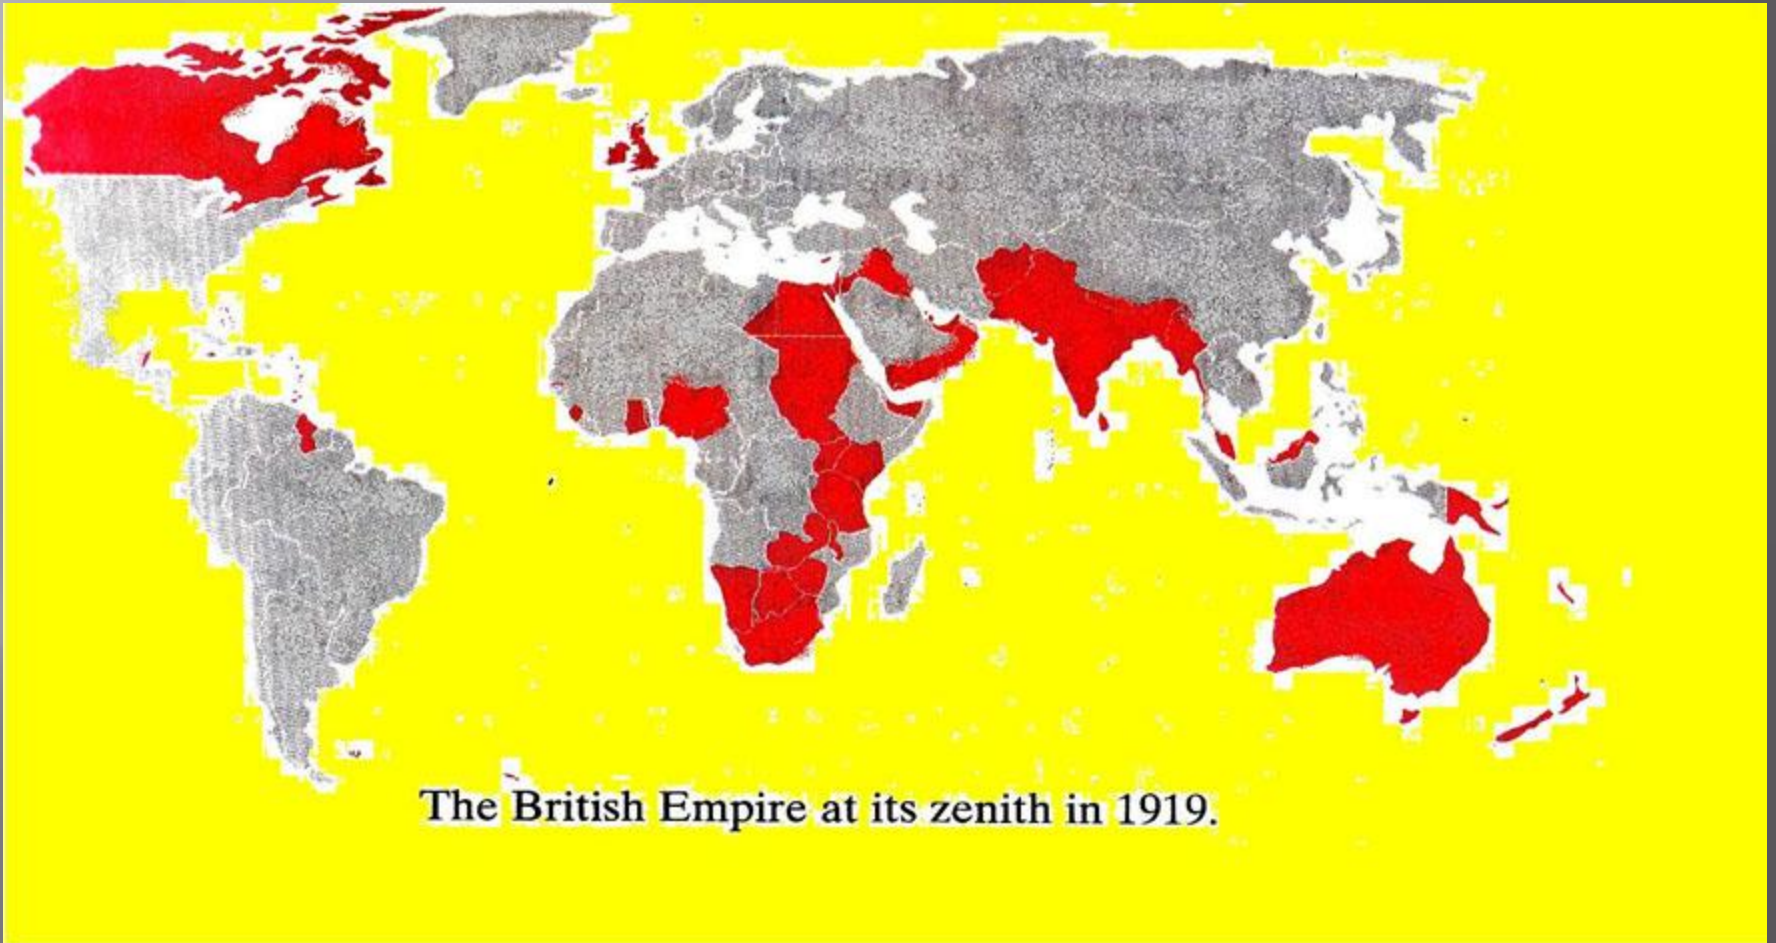 The British Empire at its zenith in 1919.